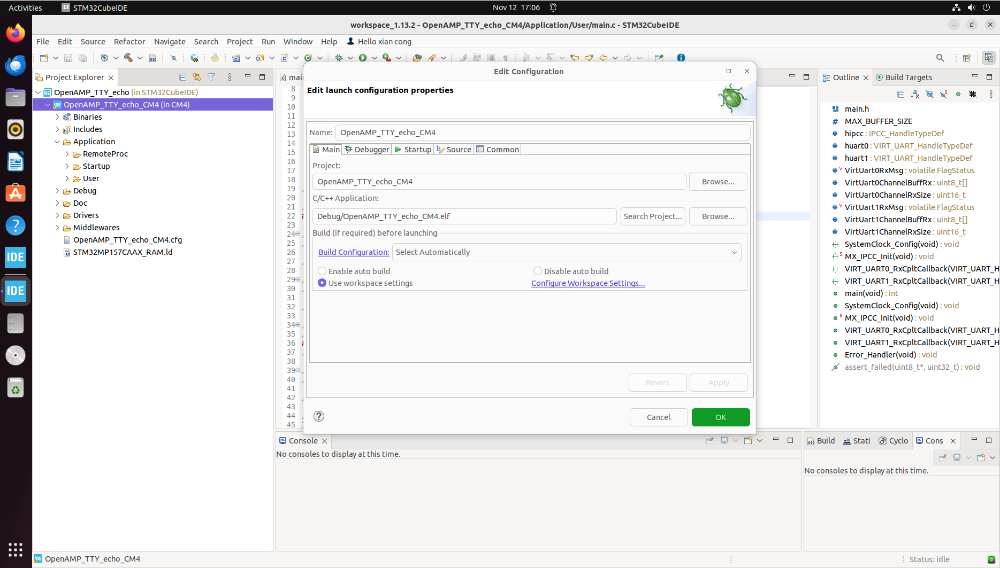 Activities
STM32CubeIDE
Nov 12 17:06
workspace_1.13.2 - OpenAMP_TTY_echo_CM4/Application/User/main.c - STM32CubeIDE
File Edit Source Refactor Navigate Search Project Run Window Help Hello xian cong
Project Explorer
OpenAMP_TTY_echo (in STM32CubeIDE)
OpenAMP_TTY_echo_CM4 (in CM4)
Binaries
Includes
Application
RemoteProc
Startup
User
Debug
Doc
Drivers
Middlewares
OpenAMP_TTY_echo_CM4.cfg
STM32MP157CAAX_RAM.ld
IDE
IDE
8
9
10
11
12
13
14
15
16
17
18
19
20
21
22
23
24
25
26
27
28
29
30
31
32
33
34
35
36
37
38
39
40
41
42
43
44
45
Edit Configuration
Edit launch configuration properties
Name: OpenAMP_TTY_echo_CM4
Main Debugger Startup Source Common
Project:
OpenAMP_TTY_echo_CM4 Browse...
C/C++ Application:
Debug/OpenAMP_TTY_echo_CM4.elf Search Project... Browse...
Build (if required) before launching
Build Configuration: Select Automatically
Enable auto build Disable auto build
Use workspace settings Configure Workspace Settings...
Revert Apply
Cancel OK
Outline Build Targets
main.h
MAX_BUFFER_SIZE
hipcc : IPCC_HandleTypeDef
huart0 : VIRT_UART_HandleTypeDef
huart1 : VIRT_UART_HandleTypeDef
VirtUart0RxMsg : volatile FlagStatus
VirtUart0ChannelBuffRx : uint8_t[]
VirtUart0ChannelRxSize : uint16_t
VirtUart1RxMsg : volatile FlagStatus
VirtUart1ChannelBuffRx : uint8_t[]
VirtUart1ChannelRxSize : uint16_t
SystemClock_Config(void) : void
MX_IPCC_Init(void) : void
VIRT_UART0_RxCpltCallback(VIRT_UART_H
VIRT_UART1_RxCpltCallback(VIRT_UART_H
main(void) : int
SystemClock_Config(void) : void
MX_IPCC_Init(void) : void
VIRT_UART0_RxCpltCallback(VIRT_UART_H
VIRT_UART1_RxCpltCallback(VIRT_UART_H
Error_Handler(void) : void
assert_failed(uint8_t*, uint32_t) : void
Console
No consoles to display at this time.
Build Stati Cyclo Cons
No consoles to display at this time.
OpenAMP_TTY_echo_CM4
Status: idle